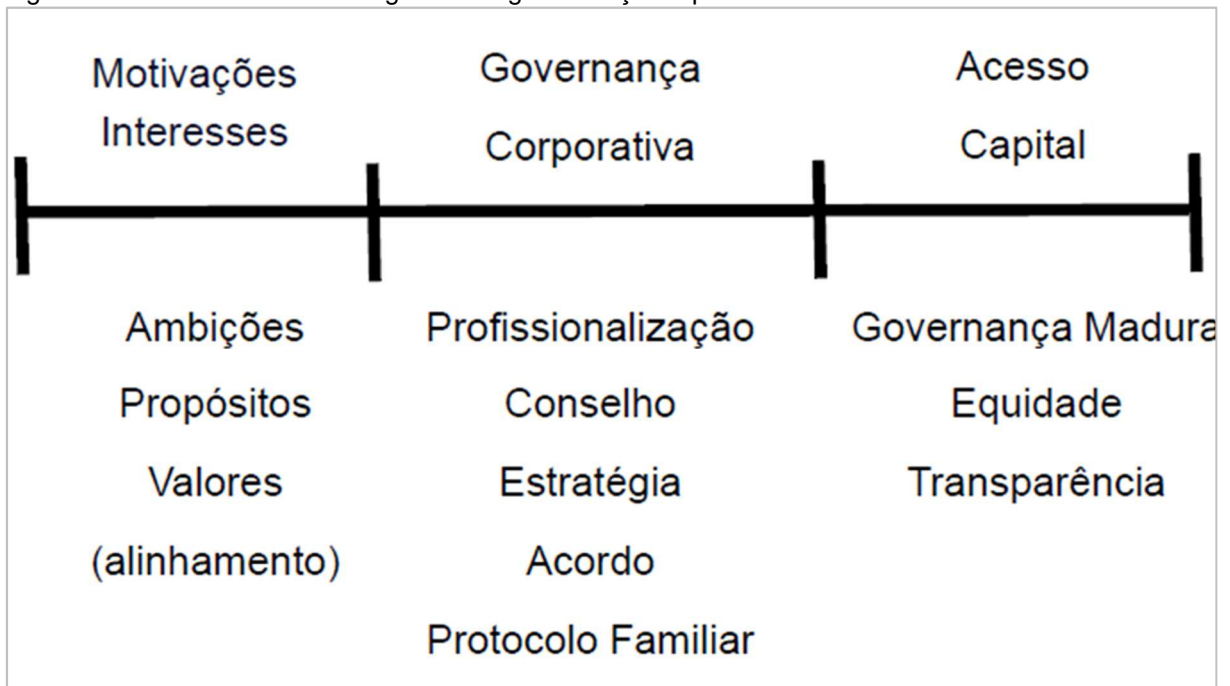 Motivações
Interesses
Governança
Corporativa
Acesso
Capital
Ambições
Propósitos
Valores
(alinhamento)
Profissionalização
Conselho
Estratégia
Acordo
Protocolo Familiar
Governança Madura
Equidade
Transparência